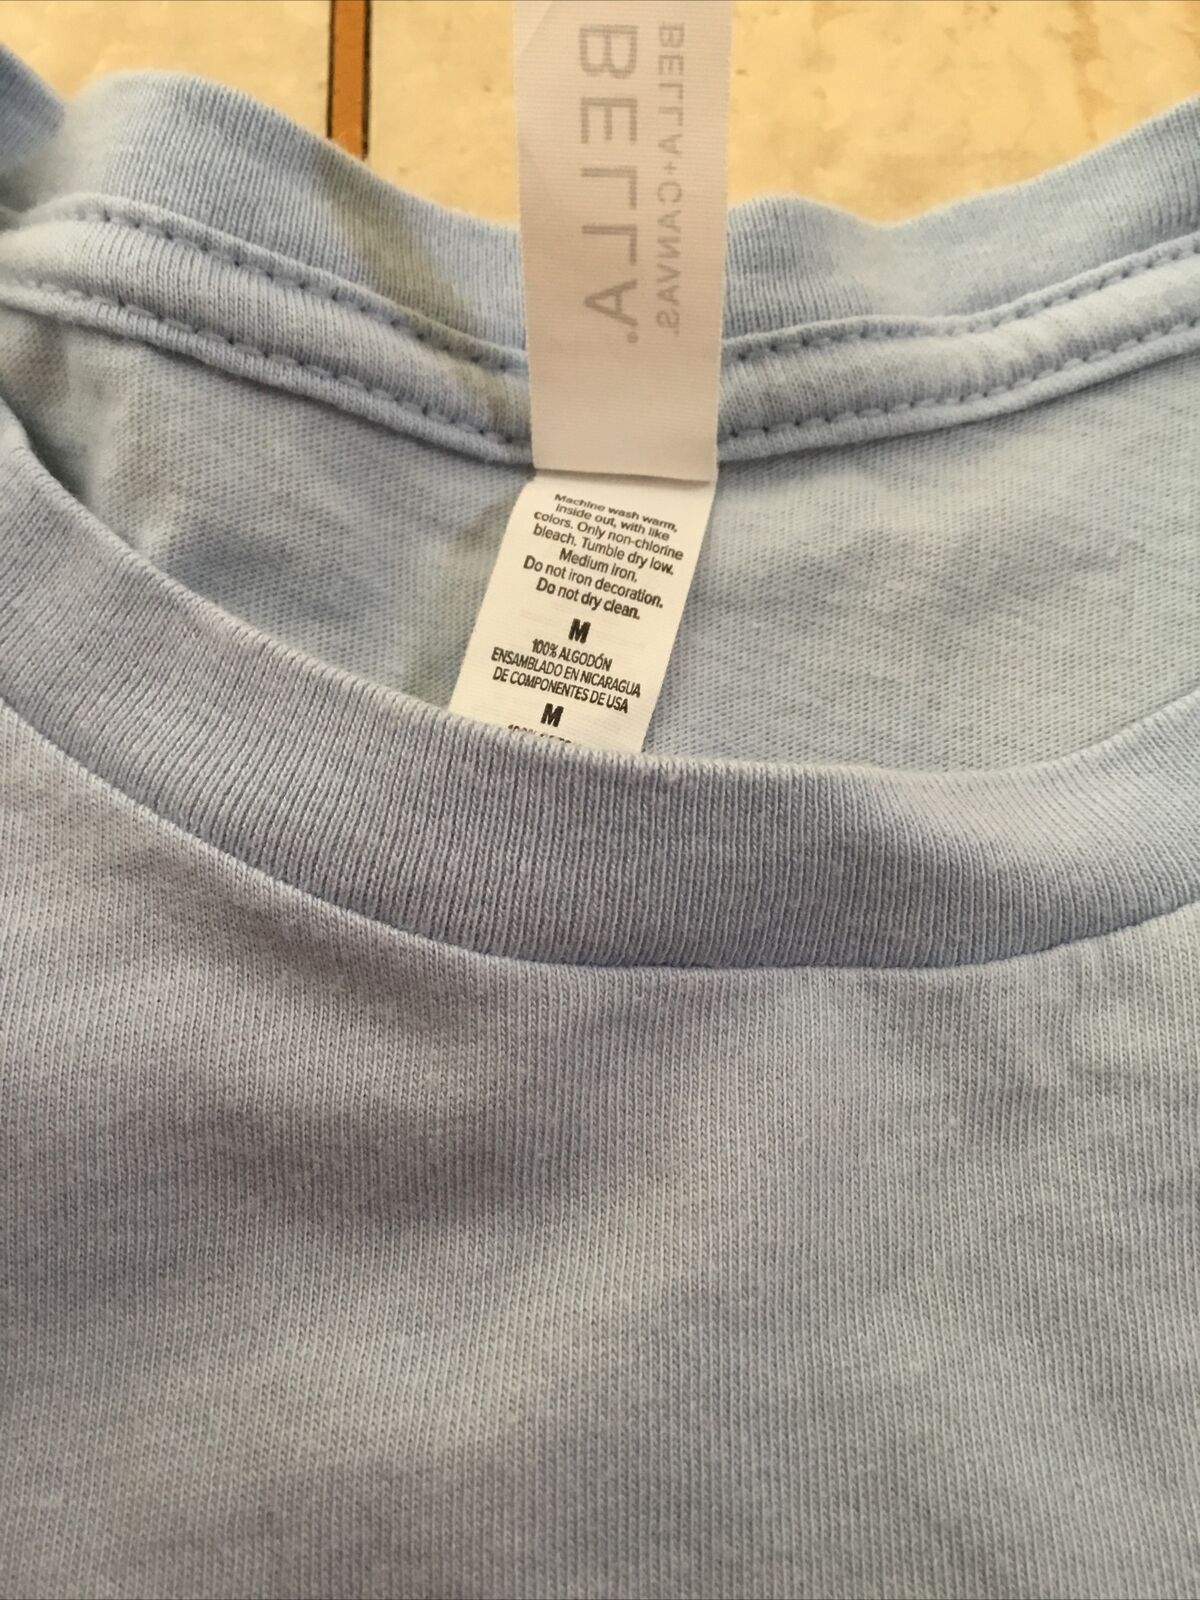 BELLA+CANVAS
BELLA
Machine wash warm,
inside out, with like
colors. Only non-chlorine
bleach. Tumble dry low.
Medium iron.
Do not iron decoration.
Do not dry clean.
M
100% ALGODÓN
ENSAMBLADO EN NICARAGUA
DE COMPONENTES DE USA
M